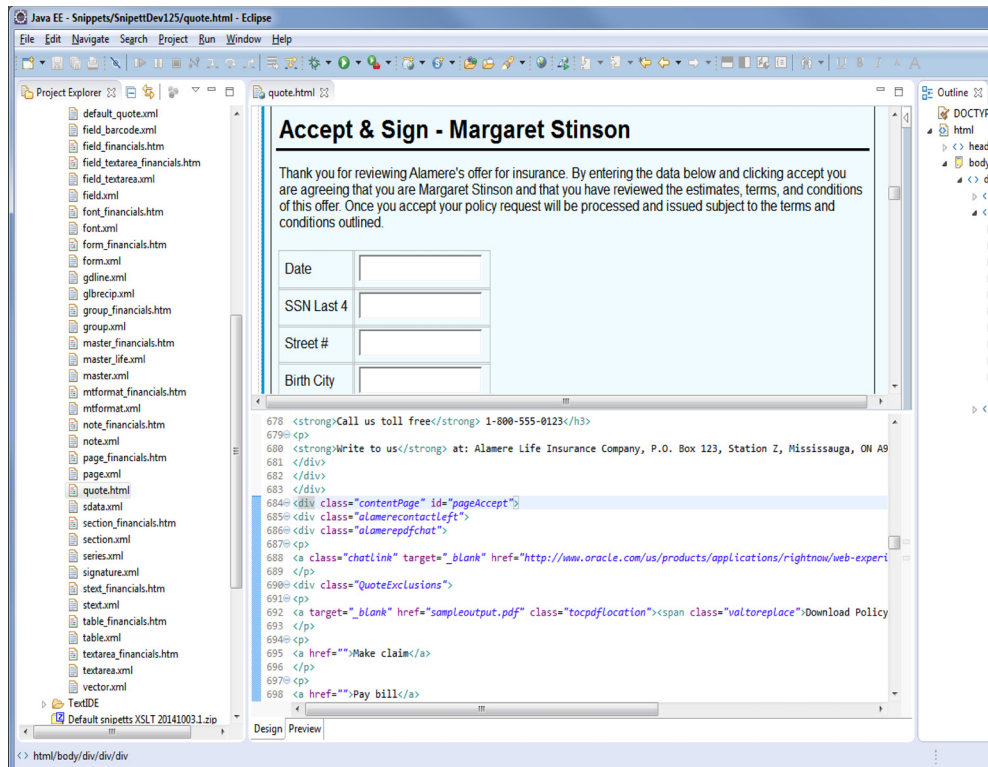 Java EE - Snippets/SnipettDev125/quote.html - Eclipse
File Edit Navigate Search Project Run Window Help
Project Explorer
quote.html
Outline
default_quote.xml
field_barcode.xml
field_financials.htm
field_textarea_financials.htm
field_textarea.xml
field.xml
font_financials.htm
font.xml
form_financials.htm
form.xml
gdline.xml
glbrecip.xml
group_financials.htm
group.xml
master_financials.htm
master_life.xml
master.xml
mtformat_financials.htm
mtformat.xml
note_financials.htm
note.xml
page_financials.htm
page.xml
quote.html
sdata.xml
section_financials.htm
section.xml
series.xml
signature.xml
stext_financials.htm
stext.xml
table_financials.htm
table.xml
textarea_financials.htm
textarea.xml
vector.xml
TextIDE
Default snipetts XSLT 20141003.1.zip
Accept & Sign - Margaret Stinson
Thank you for reviewing Alamere's offer for insurance. By entering the data below and clicking accept you
are agreeing that you are Margaret Stinson and that you have reviewed the estimates, terms, and conditions
of this offer. Once you accept your policy request will be processed and issued subject to the terms and
conditions outlined.
Date
SSN Last 4
Street #
Birth City
678 <strong>Call us toll free</strong> 1-800-555-0123</h3>
679 <p>
680 <strong>Write to us</strong> at: Alamere Life Insurance Company, P.O. Box 123, Station Z, Mississauga, ON A9
681 </div>
682 </div>
683 </div>
684 <div class="contentPage" id="pageAccept">
685 <div class="alamerecontactleft">
686 <div class="alamerepdfchat">
687 <p>
688 <a class="chatlink" target="_blank" href="http://www.oracle.com/us/products/applications/rightnow/web-experi
689 </p>
690 <div class="QuoteExclusions">
691 <p>
692 <a target="_blank" href="sampleoutput.pdf" class="tocpdflocation"><span class="valtoreplace">Download Policy
693 </p>
694 <p>
695 <a href="">Make claim</a>
696 </p>
697 <p>
698 <a href="">Pay bill</a>
Design Preview
DOCTYP
html
head
body
<> d
<> html/body/div/div/div